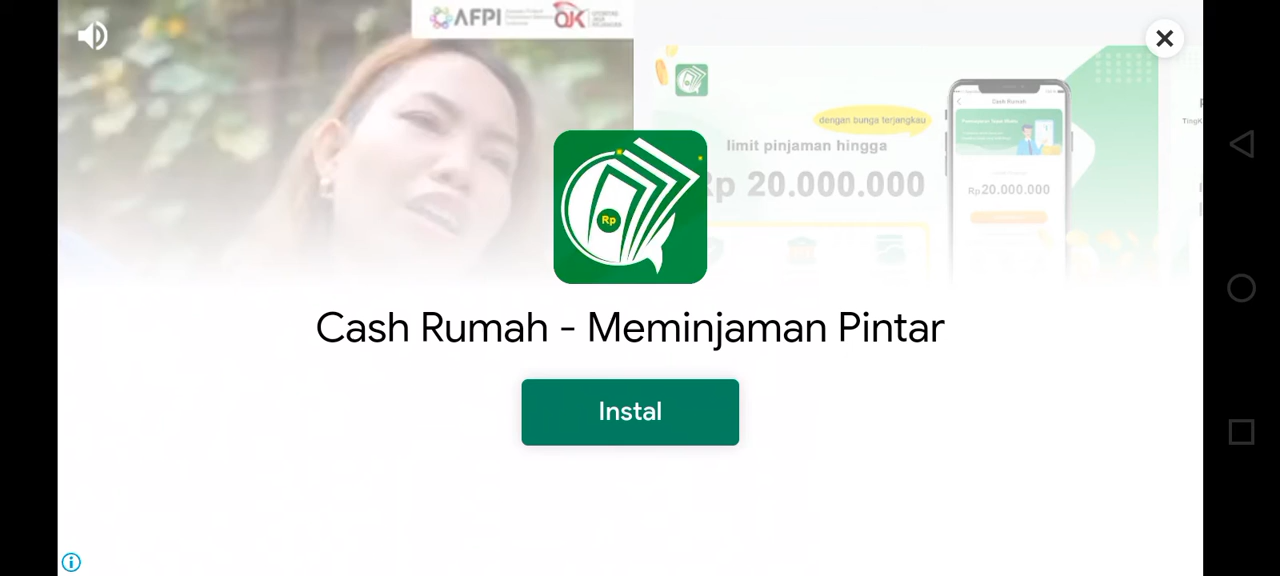 AFPI
OJK
dengan bunga terjangkau
limit pinjaman hingga
Rp 20.000.000
Cash Rumah
Rp20.000.000
Rp
Cash Rumah - Meminjaman Pintar
Instal